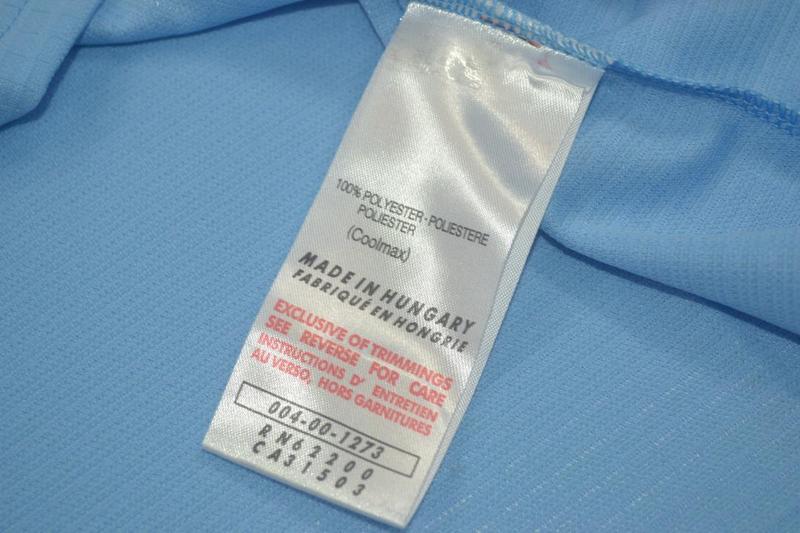 100% POLYESTER - POLIESTERE
POLIESTER
(Coolmax)
MADE IN HUNGARY
FABRIQUÉ EN HONGRIE
EXCLUSIVE OF TRIMMINGS
SEE REVERSE FOR CARE
INSTRUCTIONS D' ENTRETIEN
AU VERSO, HORS GARNITURES
004-00-1273
RN62200
CA31503